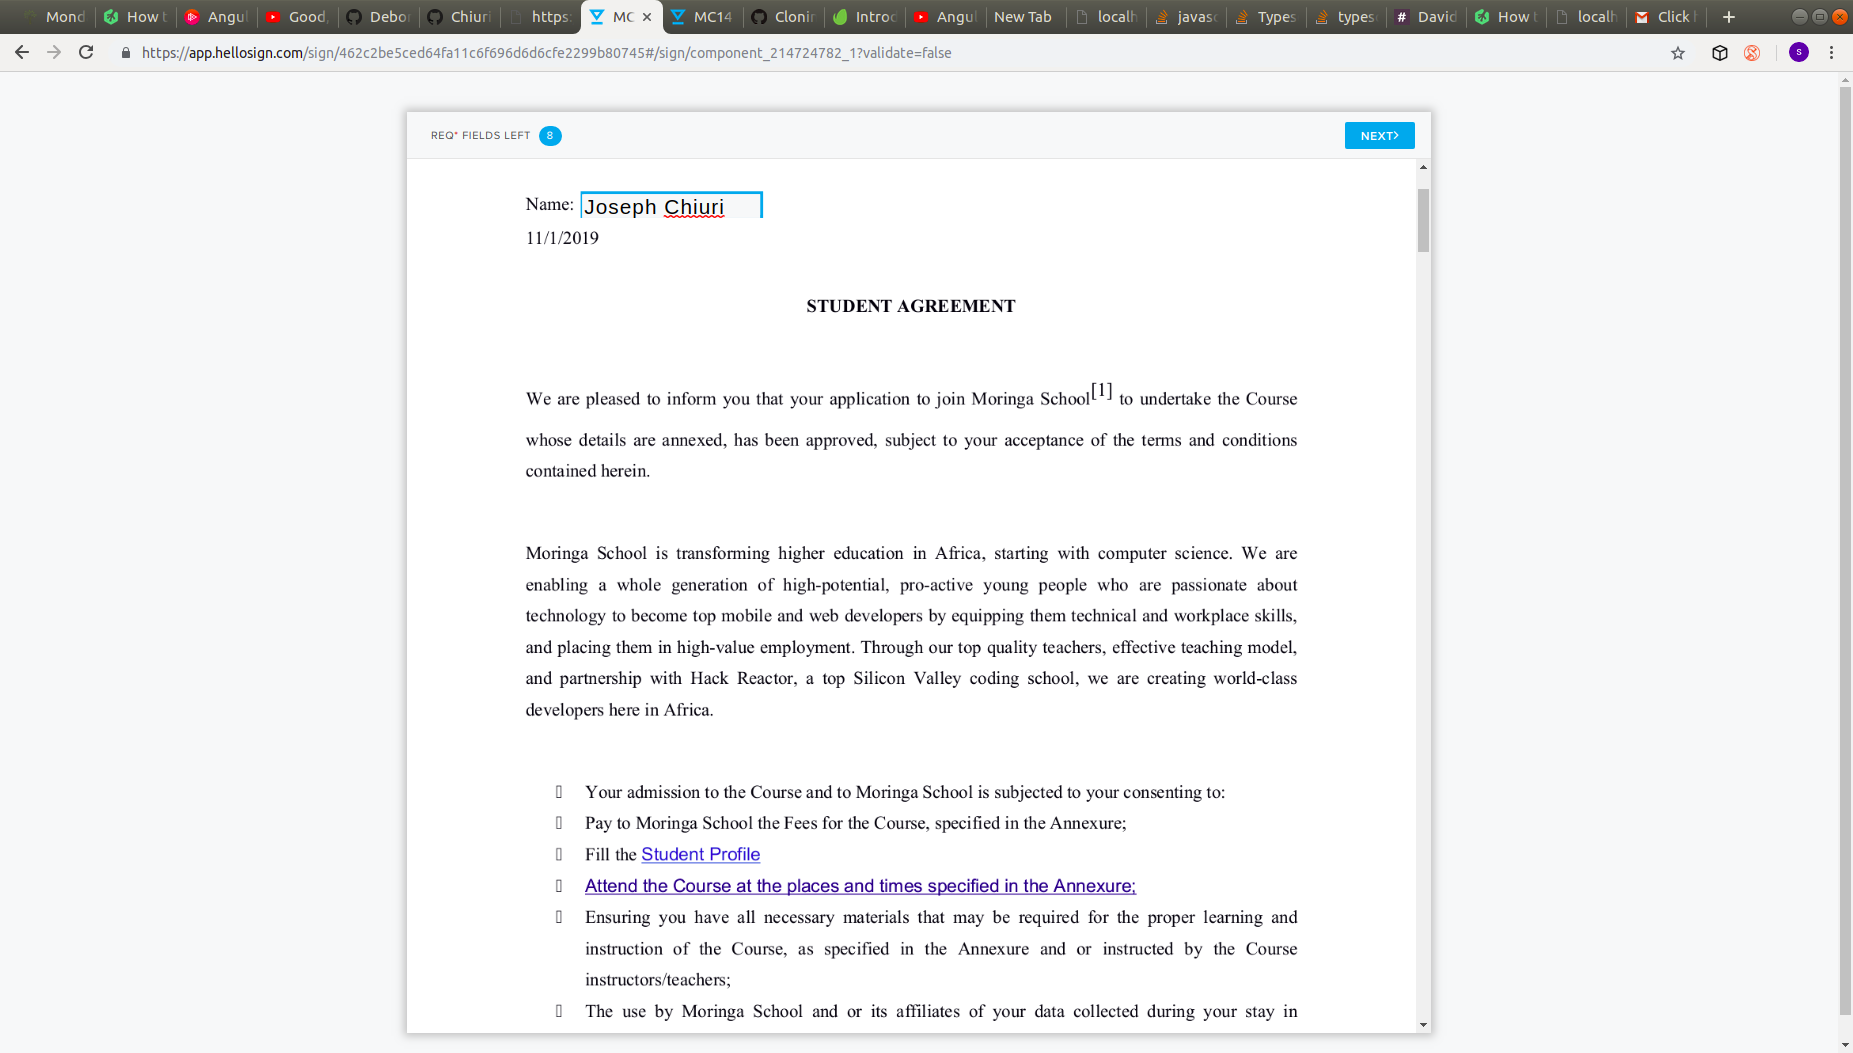 Mond How t Angul Good, Debo Chiuri https: MC MC14 Clonin Introd Angul New Tab localh javasc Types types David How t localh Click h
https://app.hellosign.com/sign/462c2be5ced64fa11c6f696d6d6cfe2299b80745#/sign/component_214724782_1?validate=false
S
REQ* FIELDS LEFT 8 NEXT>
Name: Joseph Chiuri
11/1/2019
STUDENT AGREEMENT
We are pleased to inform you that your application to join Moringa School[1] to undertake the Course
whose details are annexed, has been approved, subject to your acceptance of the terms and conditions
contained herein.
Moringa School is transforming higher education in Africa, starting with computer science. We are
enabling a whole generation of high-potential, pro-active young people who are passionate about
technology to become top mobile and web developers by equipping them technical and workplace skills,
and placing them in high-value employment. Through our top quality teachers, effective teaching model,
and partnership with Hack Reactor, a top Silicon Valley coding school, we are creating world-class
developers here in Africa.
Your admission to the Course and to Moringa School is subjected to your consenting to:
Pay to Moringa School the Fees for the Course, specified in the Annexure;
Fill the Student Profile
Attend the Course at the places and times specified in the Annexure;
Ensuring you have all necessary materials that may be required for the proper learning and
instruction of the Course, as specified in the Annexure and or instructed by the Course
instructors/teachers;
The use by Moringa School and or its affiliates of your data collected during your stay in